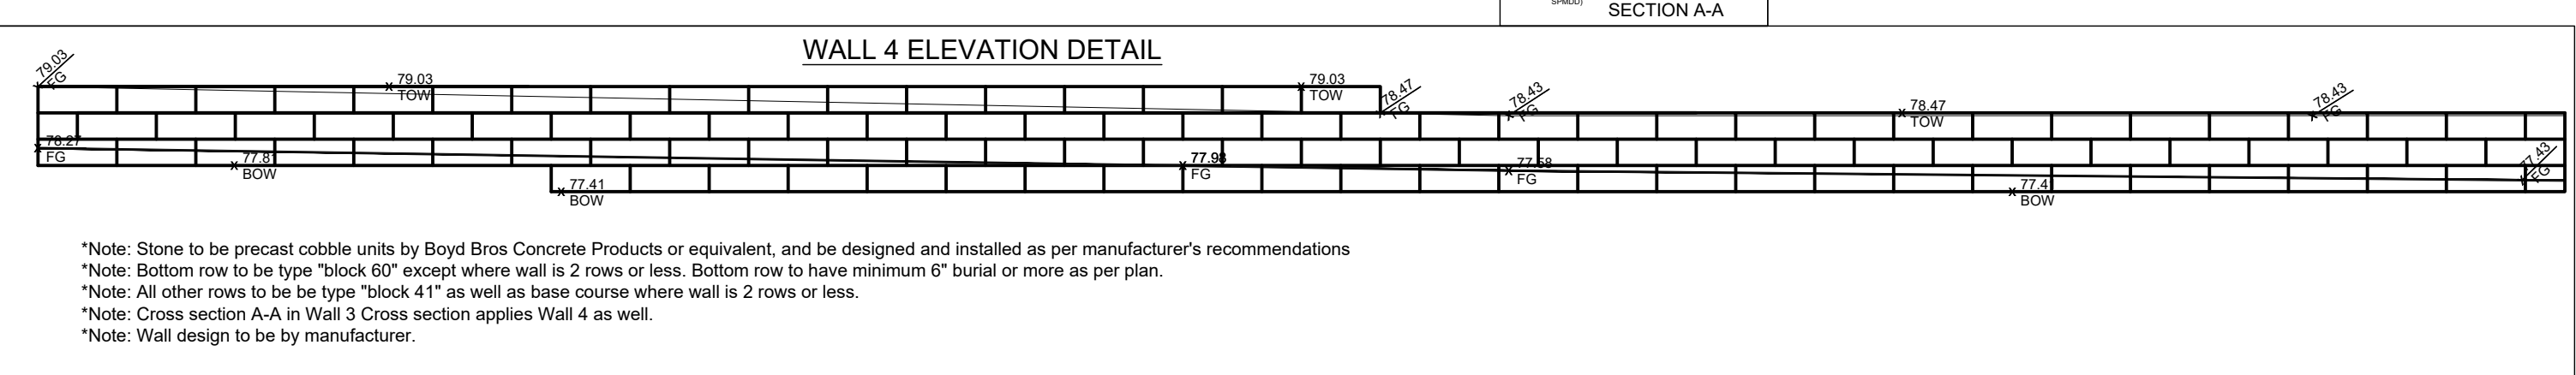 SPMDD)
SECTION A-A
WALL 4 ELEVATION DETAIL
79.03
FG
79.03
TOW
79.03
TOW
78.47
FG
78.43
FG
78.47
TOW
78.43
FG
78.27
FG
77.81
BOW
77.41
BOW
77.98
FG
77.58
FG
77.41
BOW
77.43
FG
*Note: Stone to be precast cobble units by Boyd Bros Concrete Products or equivalent, and be designed and installed as per manufacturer's recommendations
*Note: Bottom row to be type "block 60" except where wall is 2 rows or less. Bottom row to have minimum 6" burial or more as per plan.
*Note: All other rows to be be type "block 41" as well as base course where wall is 2 rows or less.
*Note: Cross section A-A in Wall 3 Cross section applies Wall 4 as well.
*Note: Wall design to be by manufacturer.